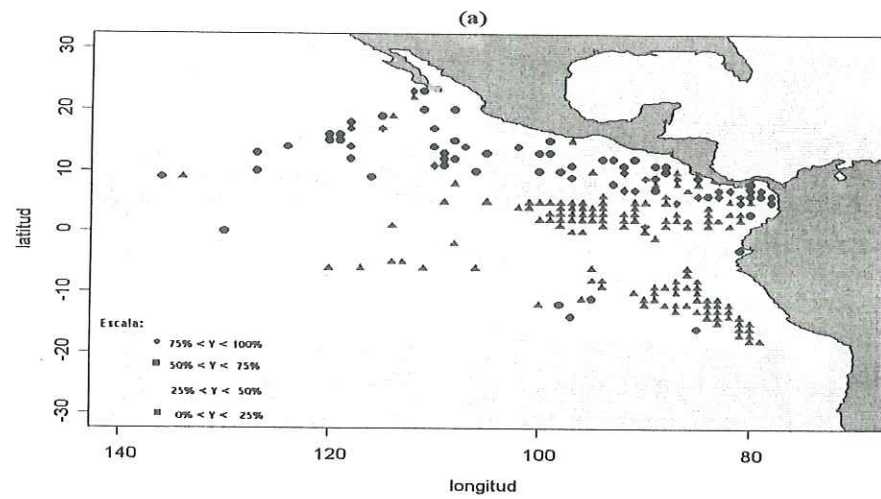 (a)
30
20
10
0
-10
-20
-30
latitud
Escala:
75% < Y < 100%
50% < Y < 75%
25% < Y < 50%
0% < Y < 25%
140
120
100
80
longitud